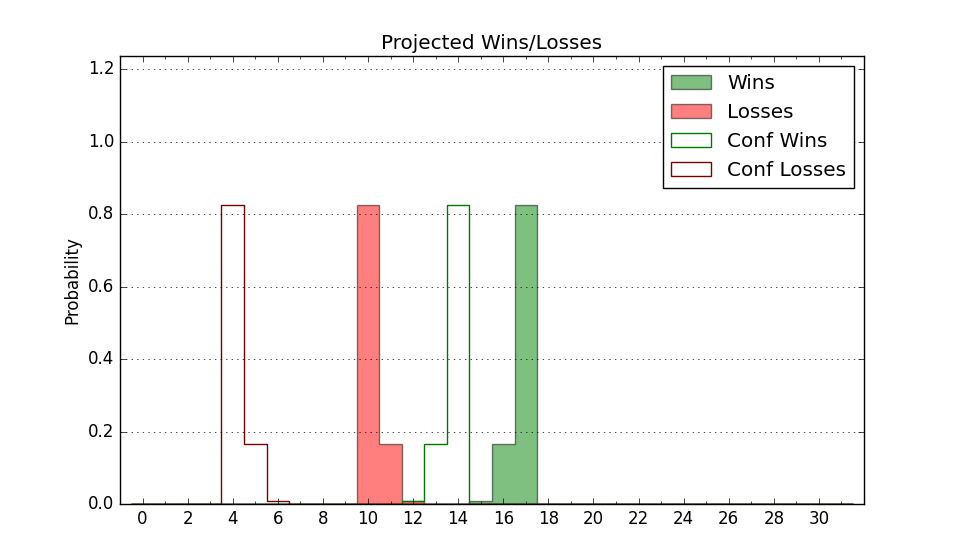 Projected Wins/Losses
Wins
Losses
Conf Wins
Conf Losses
Probability
1.2
1.0
0.8
0.6
0.4
0.2
0.0
0 2 4 6 8 10 12 14 16 18 20 22 24 26 28 30